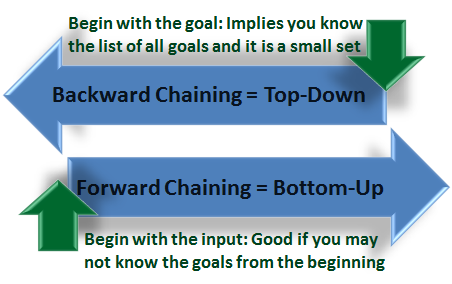 Begin with the goal: Implies you know
the list of all goals and it is a small set
Backward Chaining = Top-Down
Forward Chaining = Bottom-Up
Begin with the input: Good if you may
not know the goals from the beginning